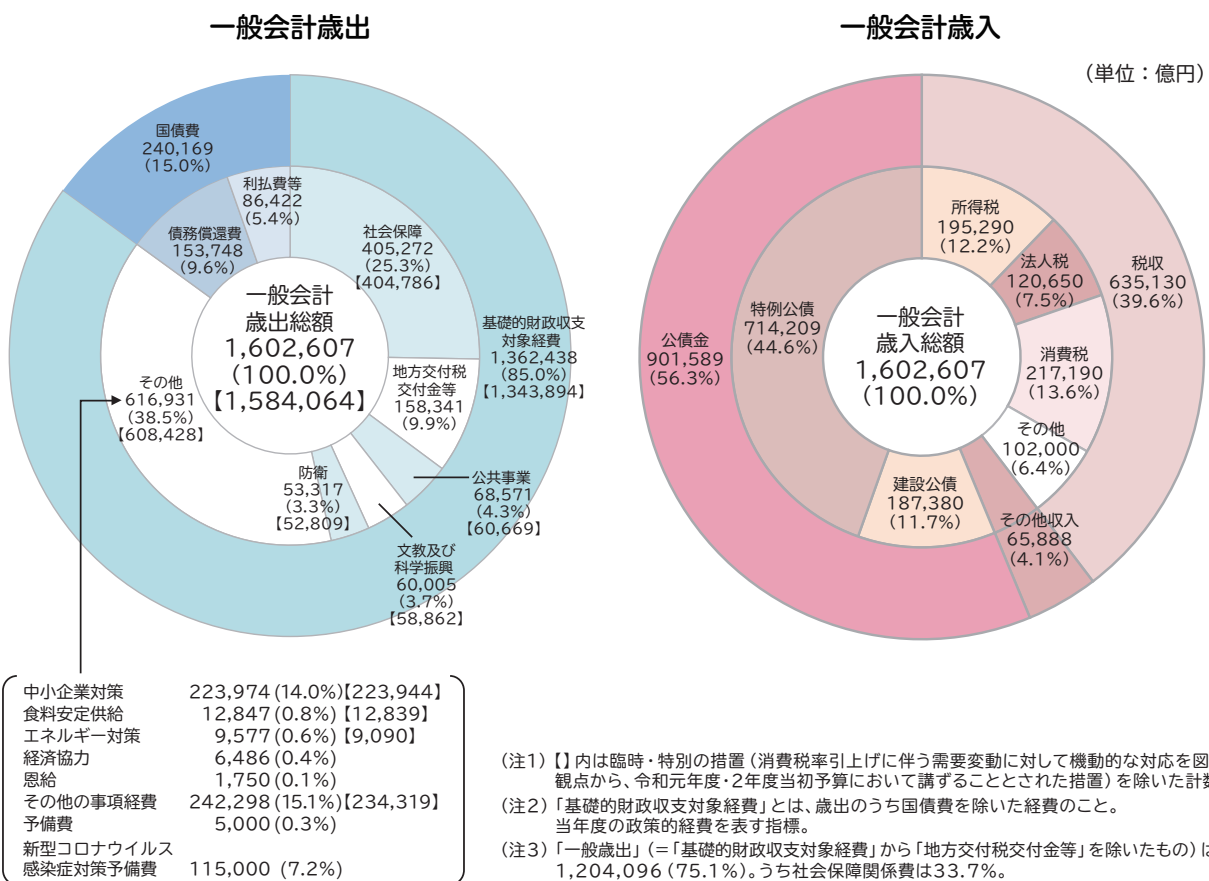 一般会計歳出
国債費
240,169
(15.0%)
利払費等
86,422
(5.4%)
債務償還費
153,748
(9.6%)
社会保障
405,272
(25.3%)
【404,786】
一般会計
歳出総額
1,602,607
(100.0%)
【1,584,064】
基礎的財政収支
対象経費
1,362,438
(85.0%)
【1,343,894】
地方交付税
交付金等
158,341
(9.9%)
その他
616,931
(38.5%)
【608,428】
防衛
53,317
(3.3%)
【52,809】
公共事業
68,571
(4.3%)
【60,669】
文教及び
科学振興
60,005
(3.7%)
【58,862】
中小企業対策 223,974(14.0%)【223,944】
食料安定供給 12,847(0.8%)【12,839】
エネルギー対策 9,577(0.6%)【9,090】
経済協力 6,486(0.4%)
恩給 1,750(0.1%)
その他の事項経費 242,298(15.1%)【234,319】
予備費 5,000(0.3%)
新型コロナウイルス
感染症対策予備費 115,000 (7.2%)
一般会計歳入
(単位：億円)
所得税
195,290
(12.2%)
法人税
120,650
(7.5%)
税収
635,130
(39.6%)
特例公債
714,209
(44.6%)
公債金
901,589
(56.3%)
一般会計
歳入総額
1,602,607
(100.0%)
消費税
217,190
(13.6%)
その他
102,000
(6.4%)
建設公債
187,380
(11.7%)
その他収入
65,888
(4.1%)
(注1)【】内は臨時・特別の措置(消費税率引上げに伴う需要変動に対して機動的な対応を図
観点から、令和元年度・2年度当初予算において講ずることとされた措置)を除いた計数
(注2)「基礎的財政収支対象経費」とは、歳出のうち国債費を除いた経費のこと。
当年度の政策的経費を表す指標。
(注3)「一般歳出」(=「基礎的財政収支対象経費」から「地方交付税交付金等」を除いたもの)は
1,204,096(75.1%)。うち社会保障関係費は33.7%。